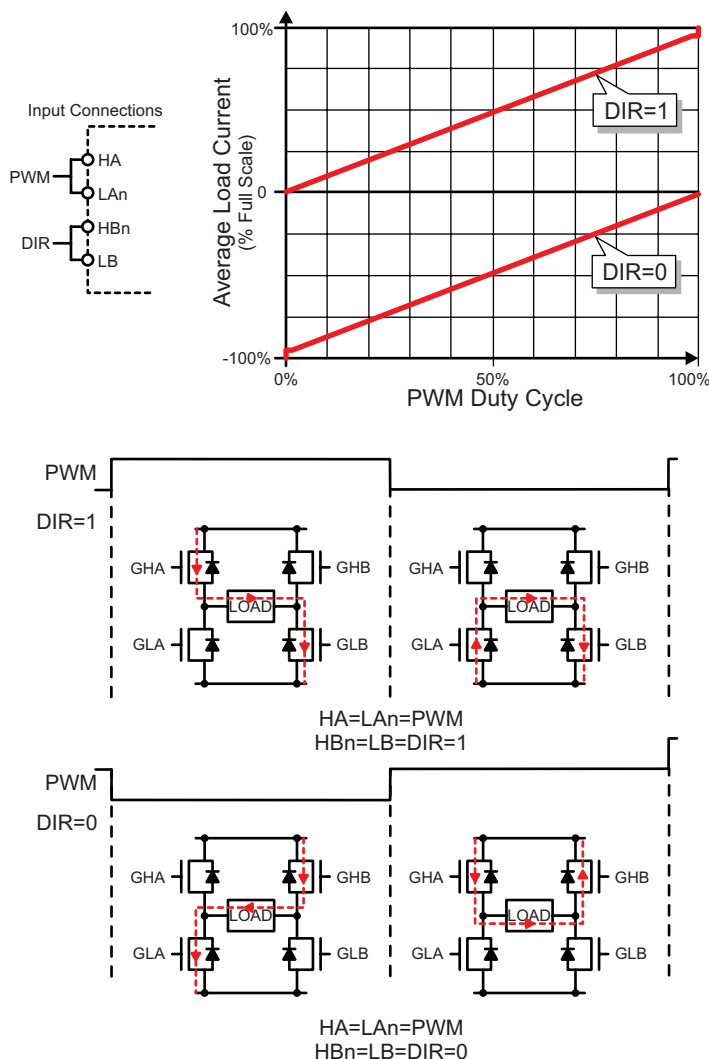 Input Connections
PWM
HA
LAn
DIR
HBn
LB
Average Load Current
(% Full Scale)
100%
0
-100%
DIR=1
DIR=0
0%
50%
100%
PWM Duty Cycle
PWM
DIR=1
GHA
GHB
LOAD
GLA
GLB
GHA
GHB
LOAD
GLA
GLB
HA=LAn=PWM
HBn=LB=DIR=1
PWM
DIR=0
GHA
GHB
LOAD
GLA
GLB
GHA
GHB
LOAD
GLA
GLB
HA=LAn=PWM
HBn=LB=DIR=0